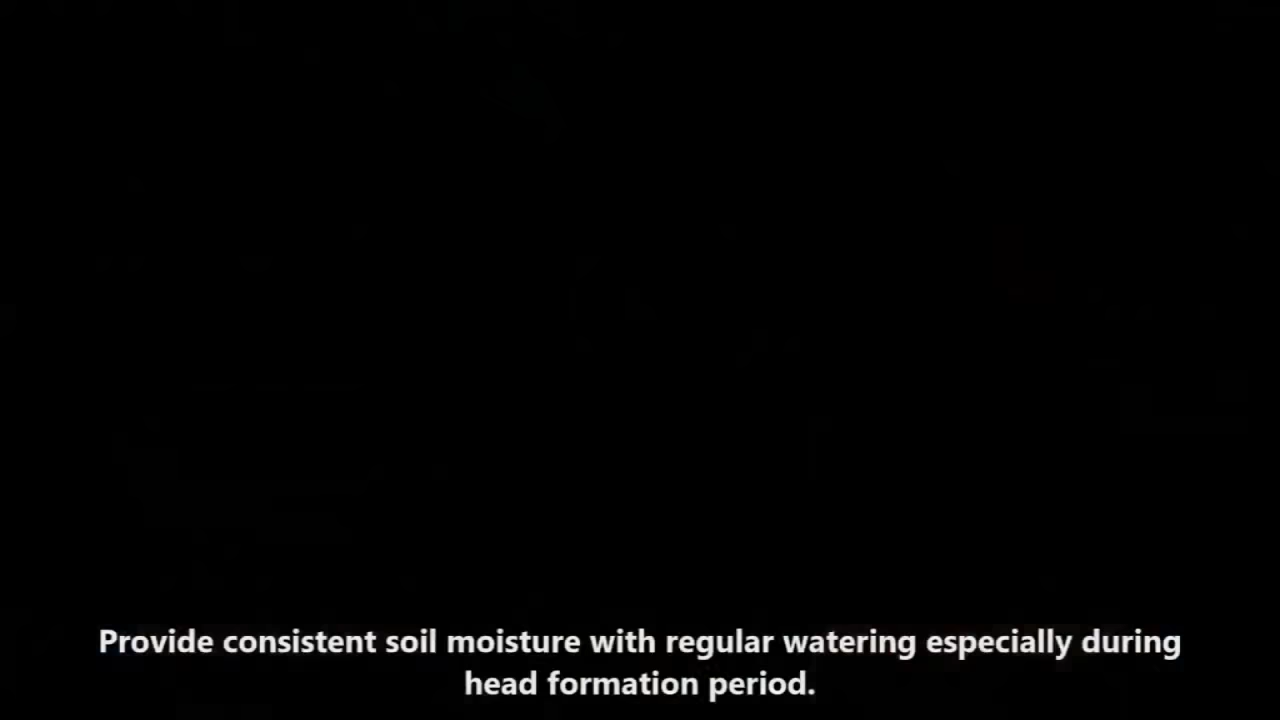 Provide consistent soil moisture with regular watering especially during
head formation period.